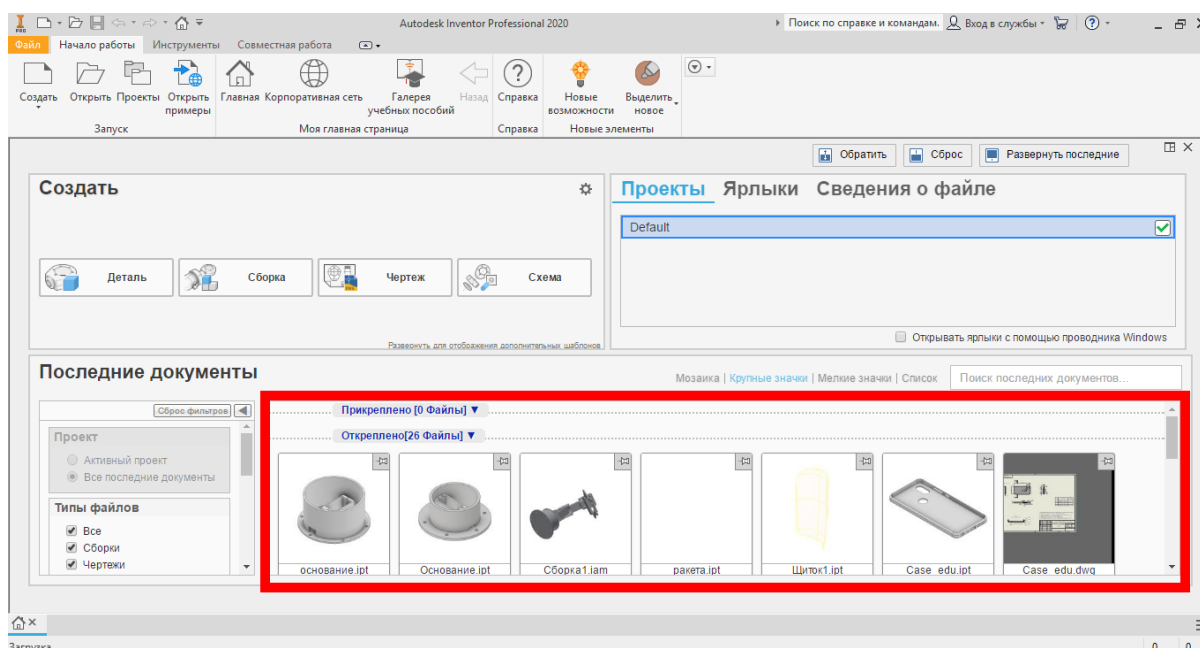 PRO
Autodesk Inventor Professional 2020
Поиск по справке и командам.
Вход в службы
Файл
Начало работы
Инструменты
Совместная работа
Создать
Открыть
Проекты
Открыть примеры
Главная
Корпоративная сеть
Галерея учебных пособий
Назад
Справка
Новые возможности
Выделить новое
Запуск
Моя главная страница
Справка
Новые элементы
Обратить
Сброс
Развернуть последние
Создать
Деталь
Сборка
Чертеж
Схема
Развернуть для отображения дополнительных шаблонов
Проекты
Ярлыки
Сведения о файле
Default
Открывать ярлыки с помощью проводника Windows
Последние документы
Мозаика | Крупные значки | Мелкие значки | Список
Поиск последних документов...
Сброс фильтров
Проект
Активный проект
Все последние документы
Типы файлов
Все
Сборки
Чертежи
Прикреплено [0 Файлы] ▼
Откреплено[26 Файлы] ▼
основание.ipt
Основание.ipt
Сборка1.iam
ракета.ipt
Щиток1.ipt
Case_edu.ipt
Case_edu.dwg
Загрузка
0 0